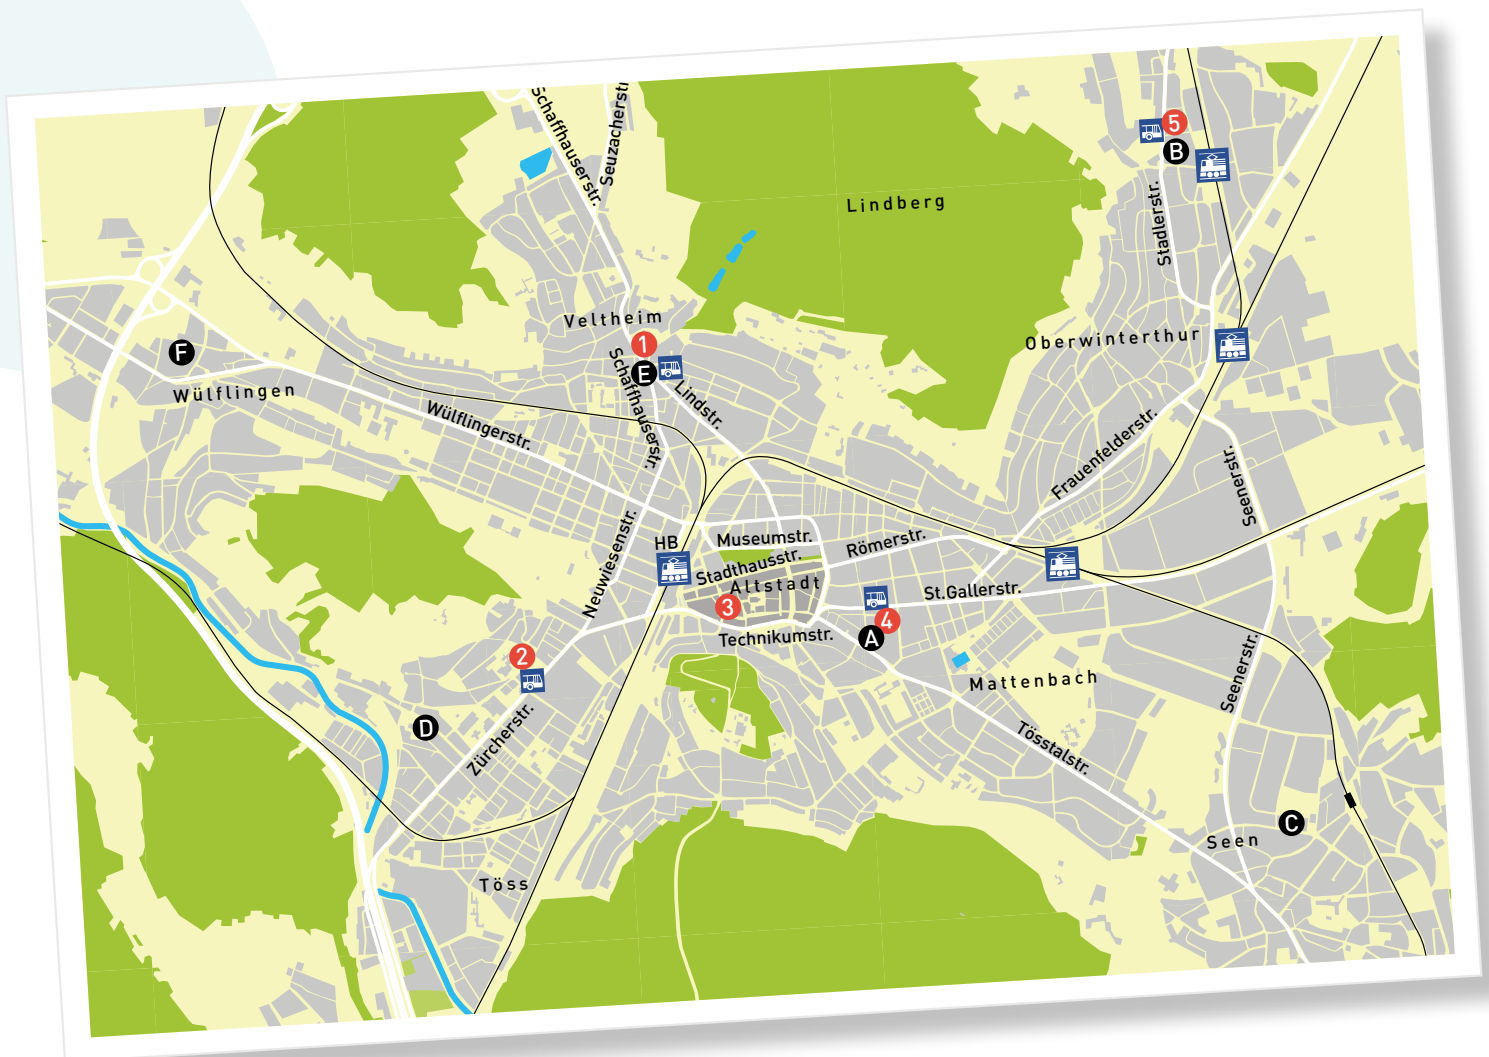 Schaffhauserstr.
Seuzacherstr
Lindberg
5
B
Stadlerstr.
Veltheim
1
E
Oberwinterthur
F
Wülflingen
Schaffhauserstr.
Lindstr.
Wülflingerstr.
Frauenfelderstr.
Seenerstr.
HB
Museumstr.
Stadthausstr.
Römerstr.
Altstadt
St.Gallerstr.
Neuwiesenstr.
3
4
A
Technikumstr.
2
Mattenbach
Seenerstr.
D
Zürcherstr.
Tösstalstr.
C
Seen
Töss